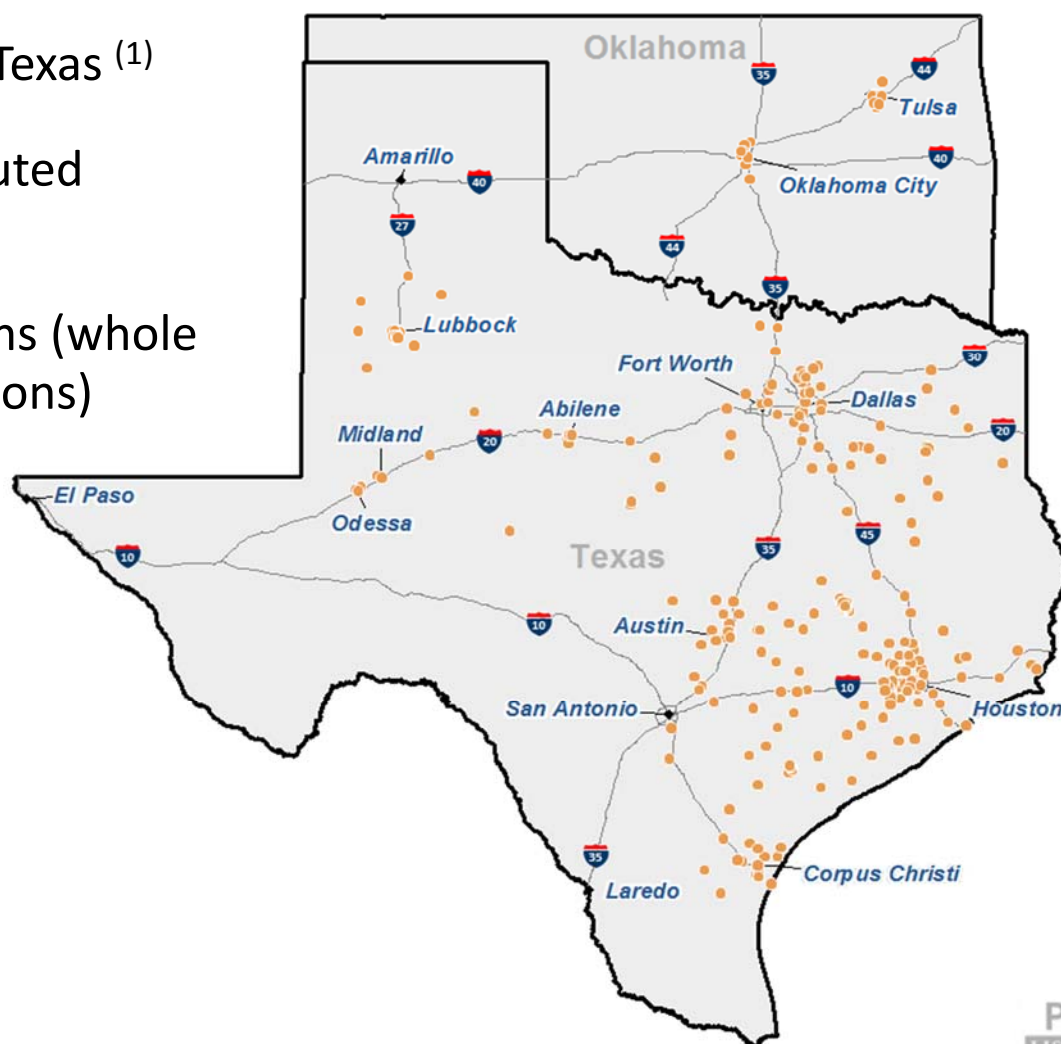 Texas (1)
uted
ns (whole
ons)
Oklahoma
35
44
Tulsa
Amarillo
40
40
Oklahoma City
27
44
35
Lubbock
30
Fort Worth
Dallas
Abilene
Midland
20
20
El Paso
Odessa
10
Texas
35
45
10
Austin
10
San Antonio
Houston
35
Corpus Christi
Laredo
P